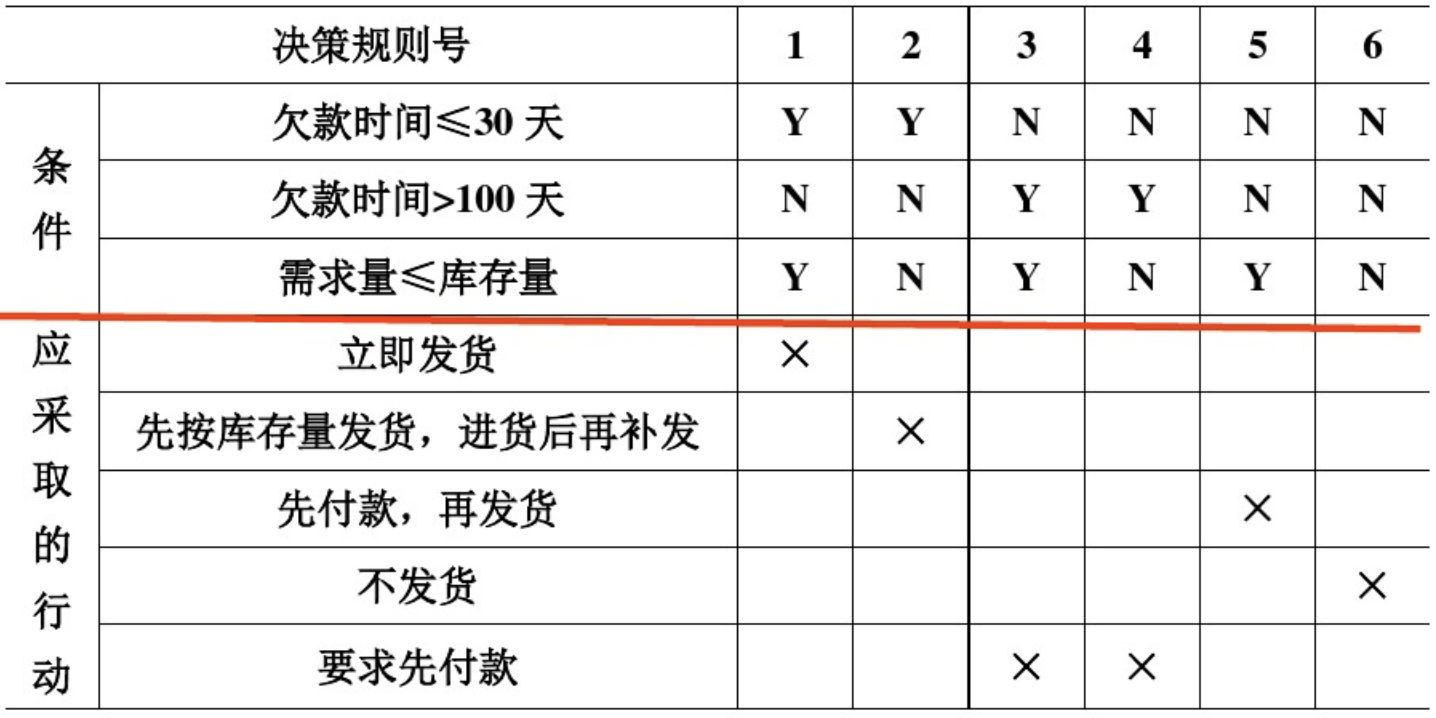 决策规则号 1 2 3 4 5 6
条件
欠款时间≤30 天 Y Y N N N N
欠款时间>100 天 N N Y Y N N
需求量≤库存量 Y N Y N Y N
应采取的行动
立即发货 ×
先按库存量发货，进货后再补发 ×
先付款，再发货 ×
不发货 ×
要求先付款 × ×